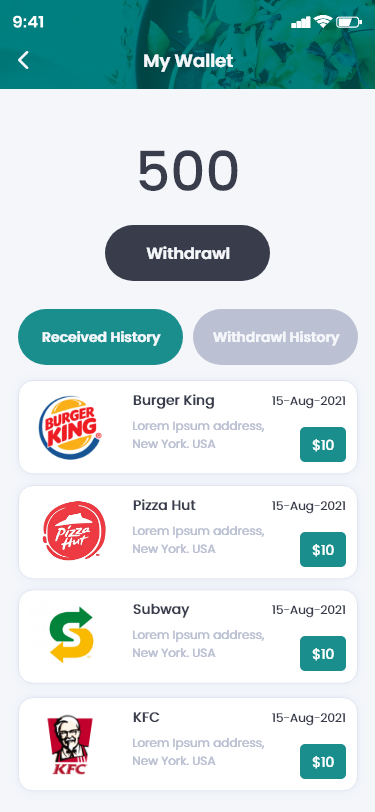 9:41
My Wallet
500
Withdrawl
Received History
Withdrawl History
BURGER
KING
Burger King
15-Aug-2021
Lorem Ipsum address,
New York. USA
$10
Pizza
Hut
Pizza Hut
15-Aug-2021
Lorem Ipsum address,
New York. USA
$10
Subway
15-Aug-2021
Lorem Ipsum address,
New York. USA
$10
KFC
KFC
15-Aug-2021
Lorem Ipsum address,
New York. USA
$10